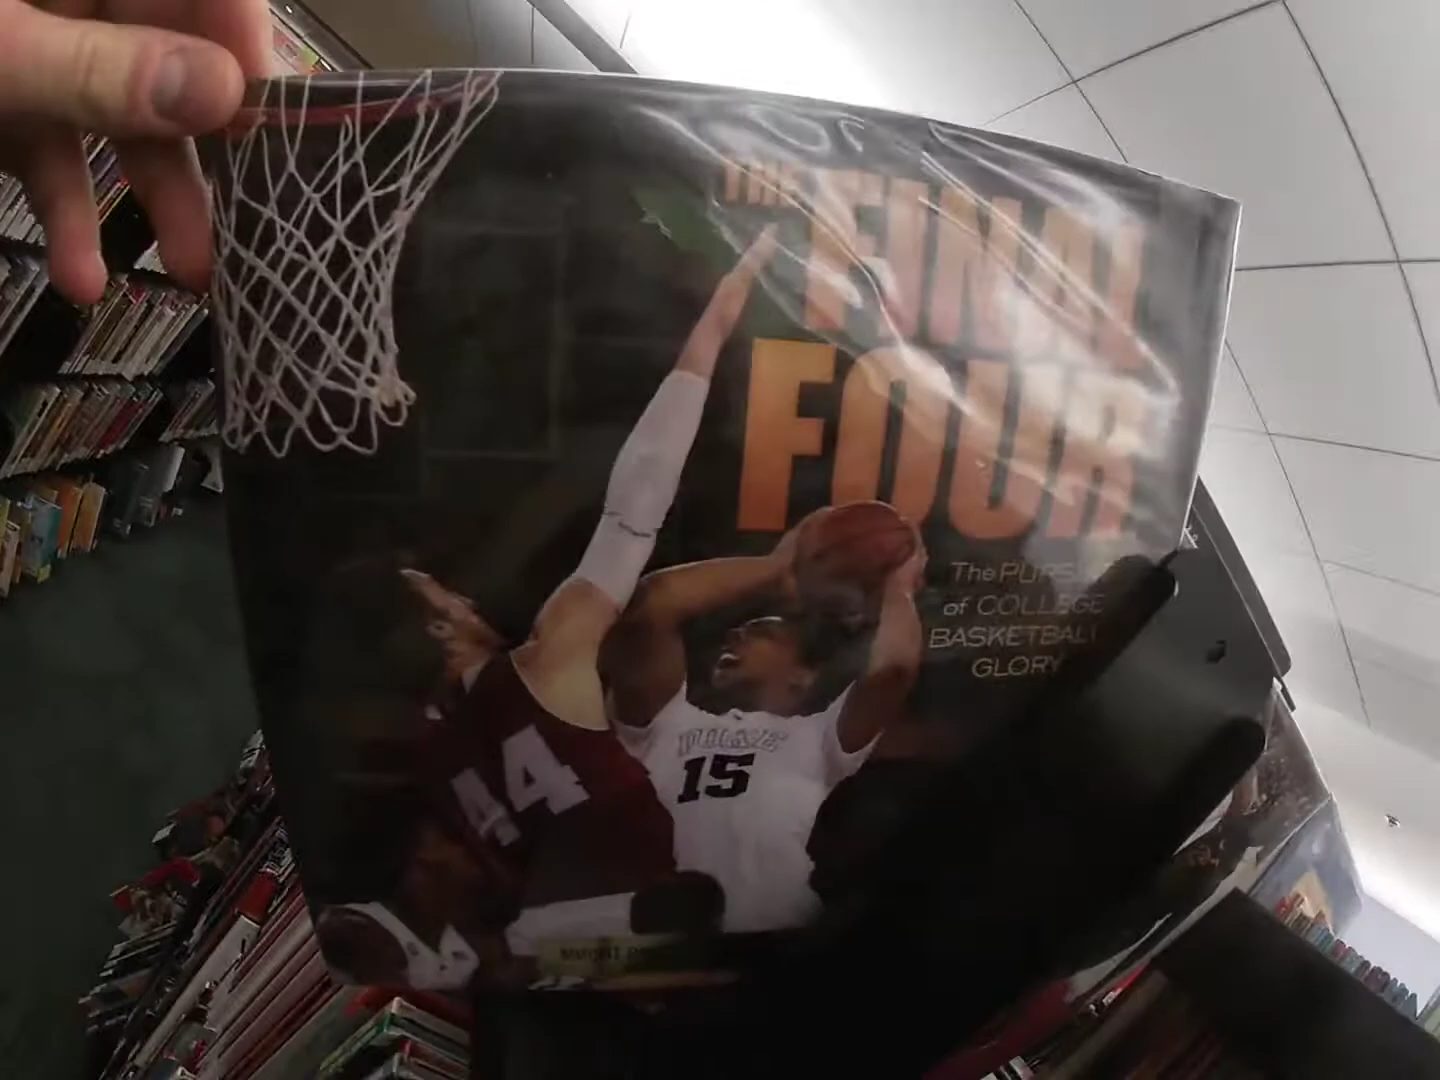 THE FINAL
FOUR
The PURS
of COLLEGE
BASKETBALL
GLORY
44
15